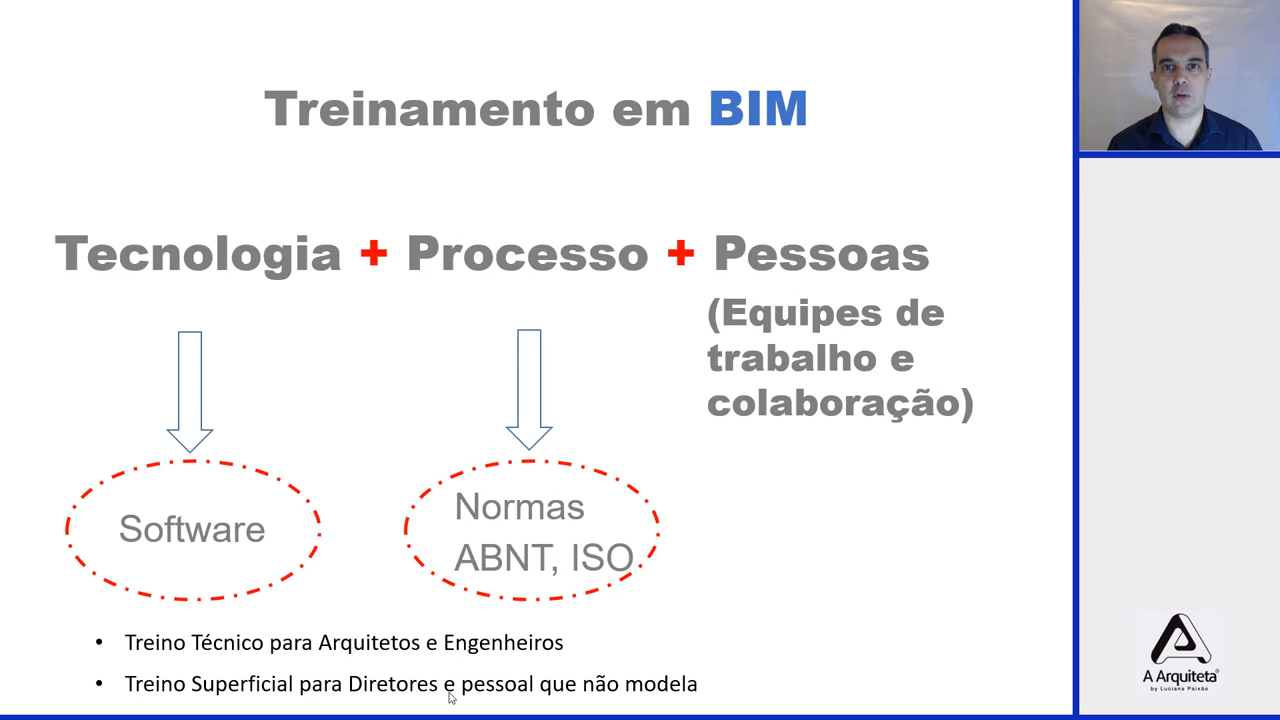 Treinamento em BIM
Tecnologia + Processo + Pessoas
(Equipes de
trabalho e
colaboração)
Software
Normas
ABNT, ISO
• Treino Técnico para Arquitetos e Engenheiros
• Treino Superficial para Diretores e pessoal que não modela
A Arquiteta®
by Luciana Paixão